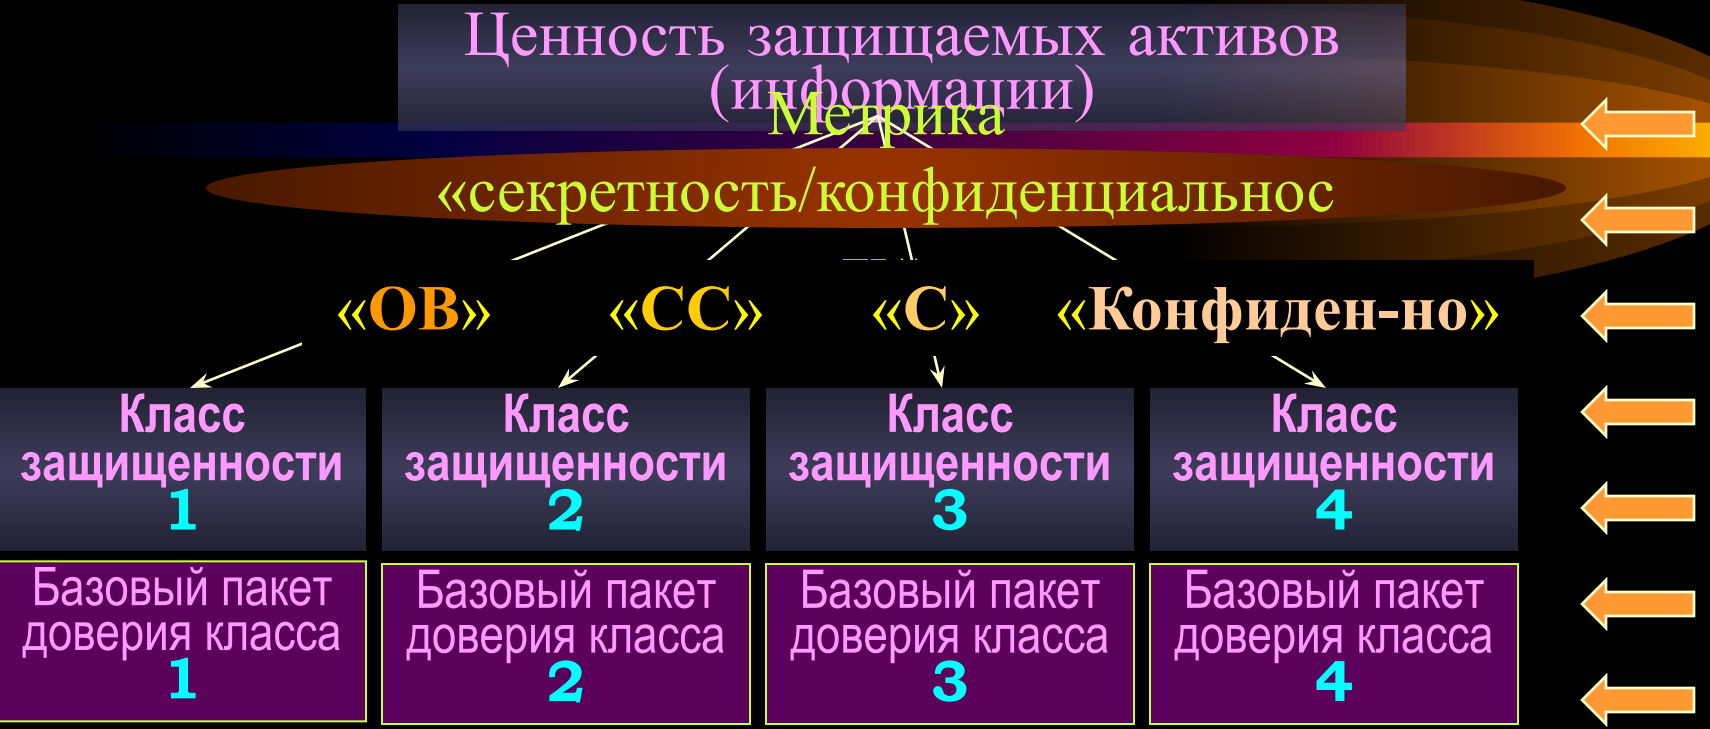 Ценность защищаемых активов
(информации)
Метрика
«секретность/конфиденциальнос
«ОВ» «СС» «С» «Конфиден-но»
Класс
защищенности
1
Класс
защищенности
2
Класс
защищенности
3
Класс
защищенности
4
Базовый пакет
доверия класса
1
Базовый пакет
доверия класса
2
Базовый пакет
доверия класса
3
Базовый пакет
доверия класса
4